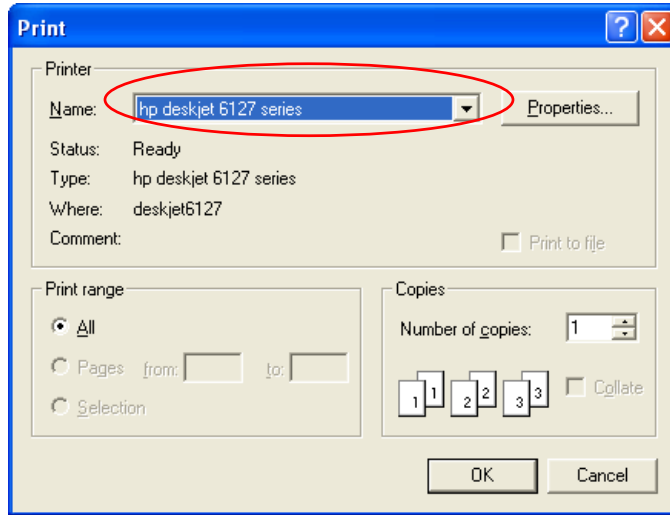 Print
Printer
Name: hp deskjet 6127 series Properties...
Status: Ready
Type: hp deskjet 6127 series
Where: deskjet6127
Comment: Print to file
Print range
All
Pages from: to:
Selection
Copies
Number of copies: 1
1 1 2 2 3 3 Collate
OK Cancel